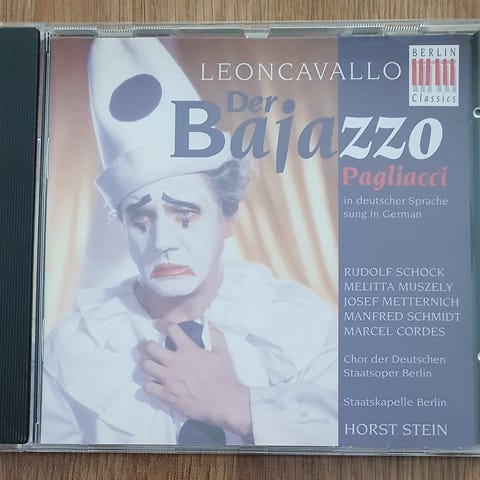 LEONCAVALLO
BERLIN
Classics
Der
Bajazzo
Pagliacci
in deutscher Sprache
sung in German
RUDOLF SCHOCK
MELITTA MUSZELY
JOSEF METTERNICH
MANFRED SCHMIDT
MARCEL CORDES
Chor der Deutschen
Staatsoper Berlin
Staatskapelle Berlin
HORST STEIN